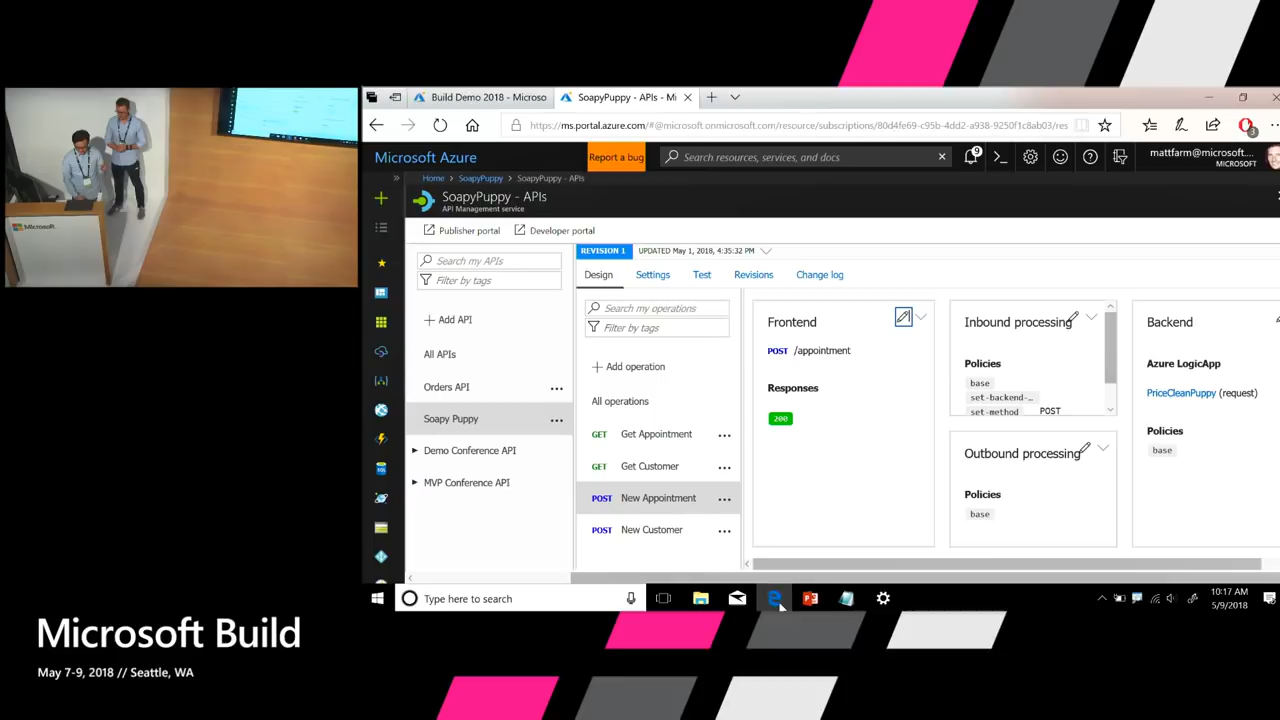 Build Demo 2018 - Microso
SoapyPuppy - APIs - Mi
https://ms.portal.azure.com/#@microsoft.onmicrosoft.com/resource/subscriptions/80d4fe69-c95b-4dd2-a938-9250f1c8ab03/res
3
Microsoft Azure
Report a bug
Search resources, services, and docs
9
mattfarm@microsoft....
MICROSOFT
Home > SoapyPuppy > SoapyPuppy - APIs
SoapyPuppy - APIs
API Management service
Publisher portal
Developer portal
Search my APIs
Filter by tags
Add API
All APIs
Orders API
Soapy Puppy
Demo Conference API
MVP Conference API
REVISION 1
UPDATED May 1, 2018, 4:35:32 PM
Design
Settings
Test
Revisions
Change log
Search my operations
Filter by tags
Add operation
All operations
GET Get Appointment
GET Get Customer
POST New Appointment
POST New Customer
Frontend
POST /appointment
Responses
200
Inbound processing
Policies
base
set-backend-…
set-method POST
Outbound processing
Policies
base
Backend
Azure LogicApp
PriceCleanPuppy (request)
Policies
base
Type here to search
10:17 AM
5/9/2018
Microsoft
Microsoft Build
May 7-9, 2018 // Seattle, WA